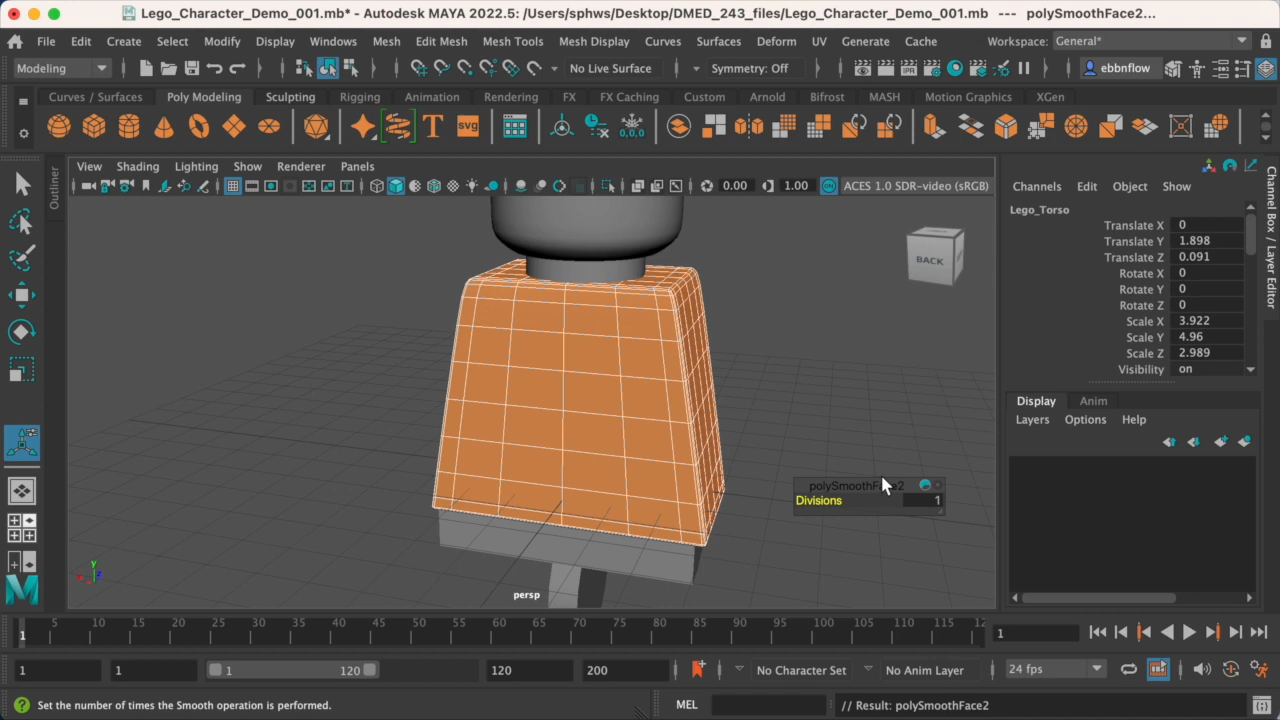 Lego_Character_Demo_001.mb* - Autodesk MAYA 2022.5: /Users/sphws/Desktop/DMED_243_files/Lego_Character_Demo_001.mb --- polySmoothFace2...
File Edit Create Select Modify Display Windows Mesh Edit Mesh Mesh Tools Mesh Display Curves Surfaces Deform UV Generate Cache Workspace: General*
Modeling No Live Surface Symmetry: Off IPR ebbnflow
Curves / Surfaces Poly Modeling Sculpting Rigging Animation Rendering FX FX Caching Custom Arnold Bifrost MASH Motion Graphics XGen
T svg 0,0,0
View Shading Lighting Show Renderer Panels
0.00 1.00 ON ACES 1.0 SDR-video (sRGB)
Outliner
BACK
polySmoothFace2
Divisions 1
persp
y
x
z
Channels Edit Object Show
Lego_Torso
Translate X 0
Translate Y 1.898
Translate Z 0.091
Rotate X 0
Rotate Y 0
Rotate Z 0
Scale X 3.922
Scale Y 4.96
Scale Z 2.989
Visibility on
Channel Box / Layer Editor
Display Anim
Layers Options Help
1 5 10 15 20 25 30 35 40 45 50 55 60 65 70 75 80 85 90 95 100 105 110 115 12
1
1 1 1 120 120 200 No Character Set No Anim Layer 24 fps
Set the number of times the Smooth operation is performed. MEL // Result: polySmoothFace2